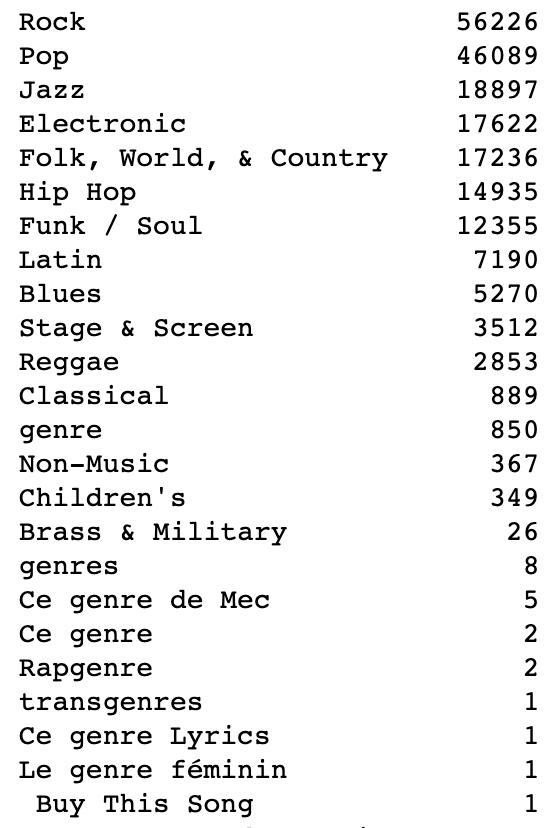 Rock 56226
Pop 46089
Jazz 18897
Electronic 17622
Folk, World, & Country 17236
Hip Hop 14935
Funk / Soul 12355
Latin 7190
Blues 5270
Stage & Screen 3512
Reggae 2853
Classical 889
genre 850
Non-Music 367
Children's 349
Brass & Military 26
genres 8
Ce genre de Mec 5
Ce genre 2
Rapgenre 2
transgenres 1
Ce genre Lyrics 1
Le genre féminin 1
Buy This Song 1